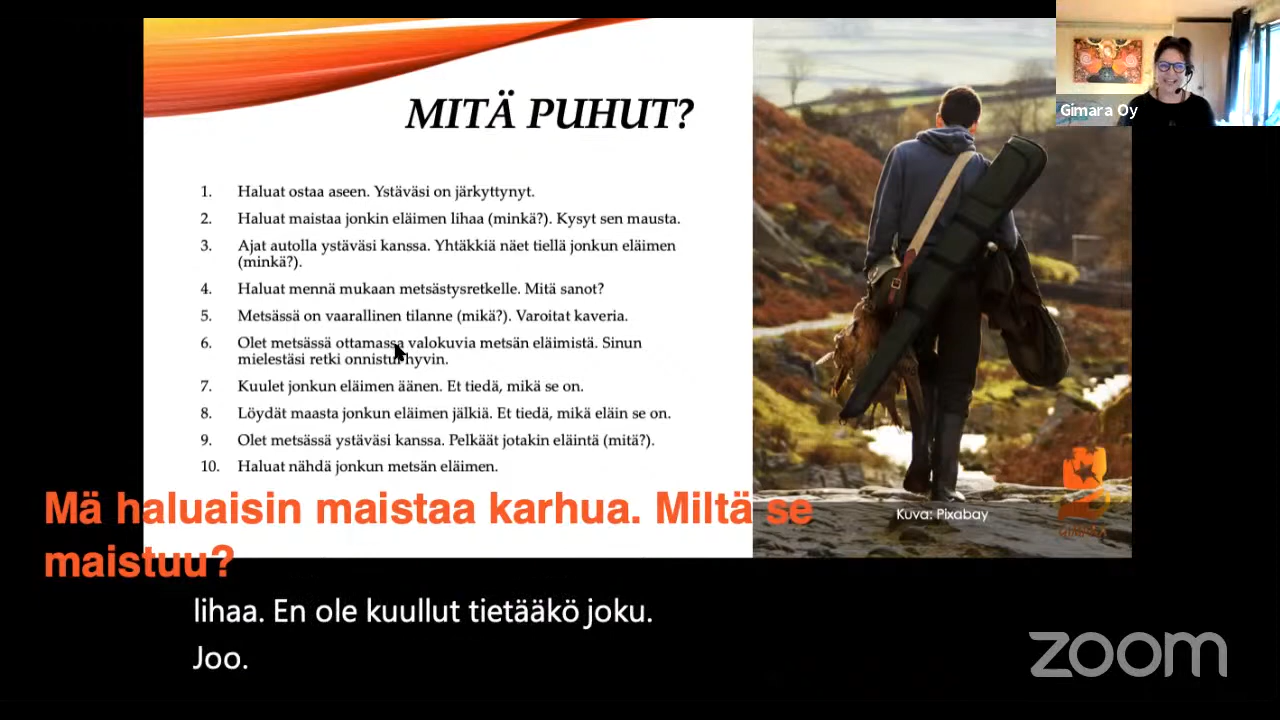 MITÄ PUHUT?
1. Haluat ostaa aseen. Ystäväsi on järkyttynyt.
2. Haluat maistaa jonkin eläimen lihaa (minkä?). Kysyt sen mausta.
3. Ajat autolla ystäväsi kanssa. Yhtäkkiä näet tiellä jonkun eläimen
(minkä?).
4. Haluat mennä mukaan metsästysretkelle. Mitä sanot?
5. Metsässä on vaarallinen tilanne (mikä?). Varoitat kaveria.
6. Olet metsässä ottamassa valokuvia metsän eläimistä. Sinun
mielestäsi retki onnistui hyvin.
7. Kuulet jonkun eläimen äänen. Et tiedä, mikä se on.
8. Löydät maasta jonkun eläimen jälkiä. Et tiedä, mikä eläin se on.
9. Olet metsässä ystäväsi kanssa. Pelkäät jotakin eläintä (mitä?).
10. Haluat nähdä jonkun metsän eläimen.
Gimara Oy
Kuva: Pixabay
Mä haluaisin maistaa karhua. Miltä se
maistuu?
lihaa. En ole kuullut tietääkö joku.
Joo.
zoom